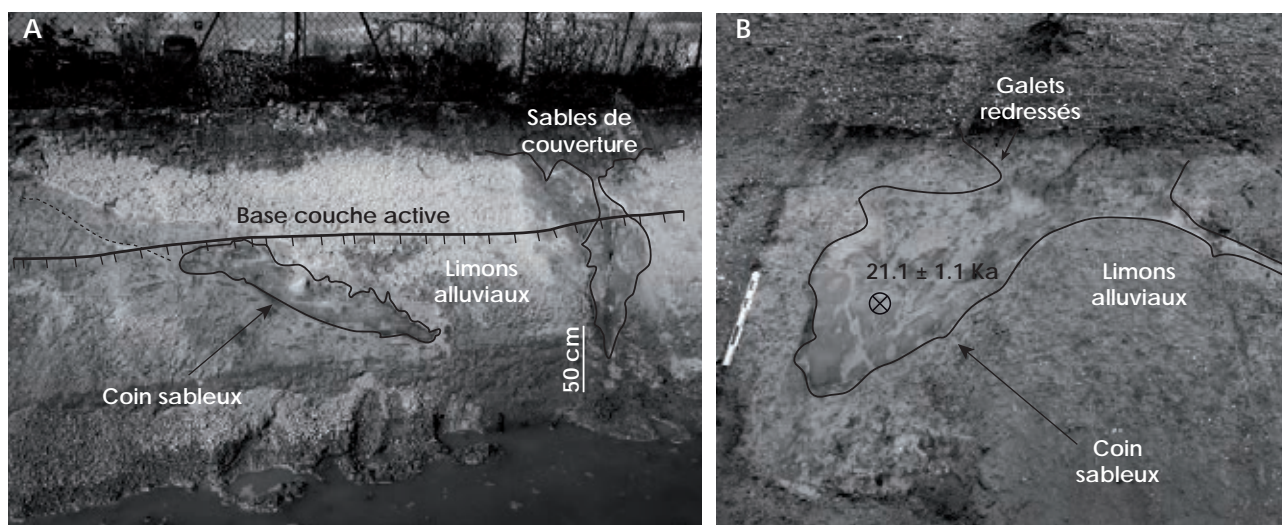 A
Sables de
couverture
Base couche active
Limons
alluviaux
Coin sableux
50 cm
B
Galets
redressés
21.1 ± 1.1 Ka
Limons
alluviaux
Coin
sableux